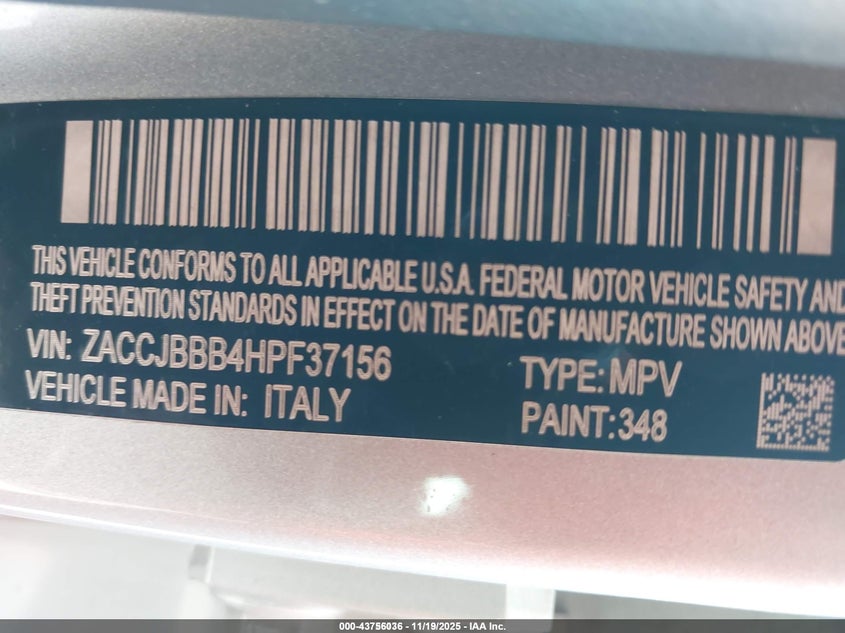 THIS VEHICLE CONFORMS TO ALL APPLICABLE U.S.A. FEDERAL MOTOR VEHICLE SAFETY AND
THEFT PREVENTION STANDARDS IN EFFECT ON THE DATE OF MANUFACTURE SHOWN ABOVE
VIN: ZACCJBBB4HPF37156
TYPE: MPV
VEHICLE MADE IN: ITALY
PAINT: 348
000-43756036 - 11/19/2025 - IAA Inc.